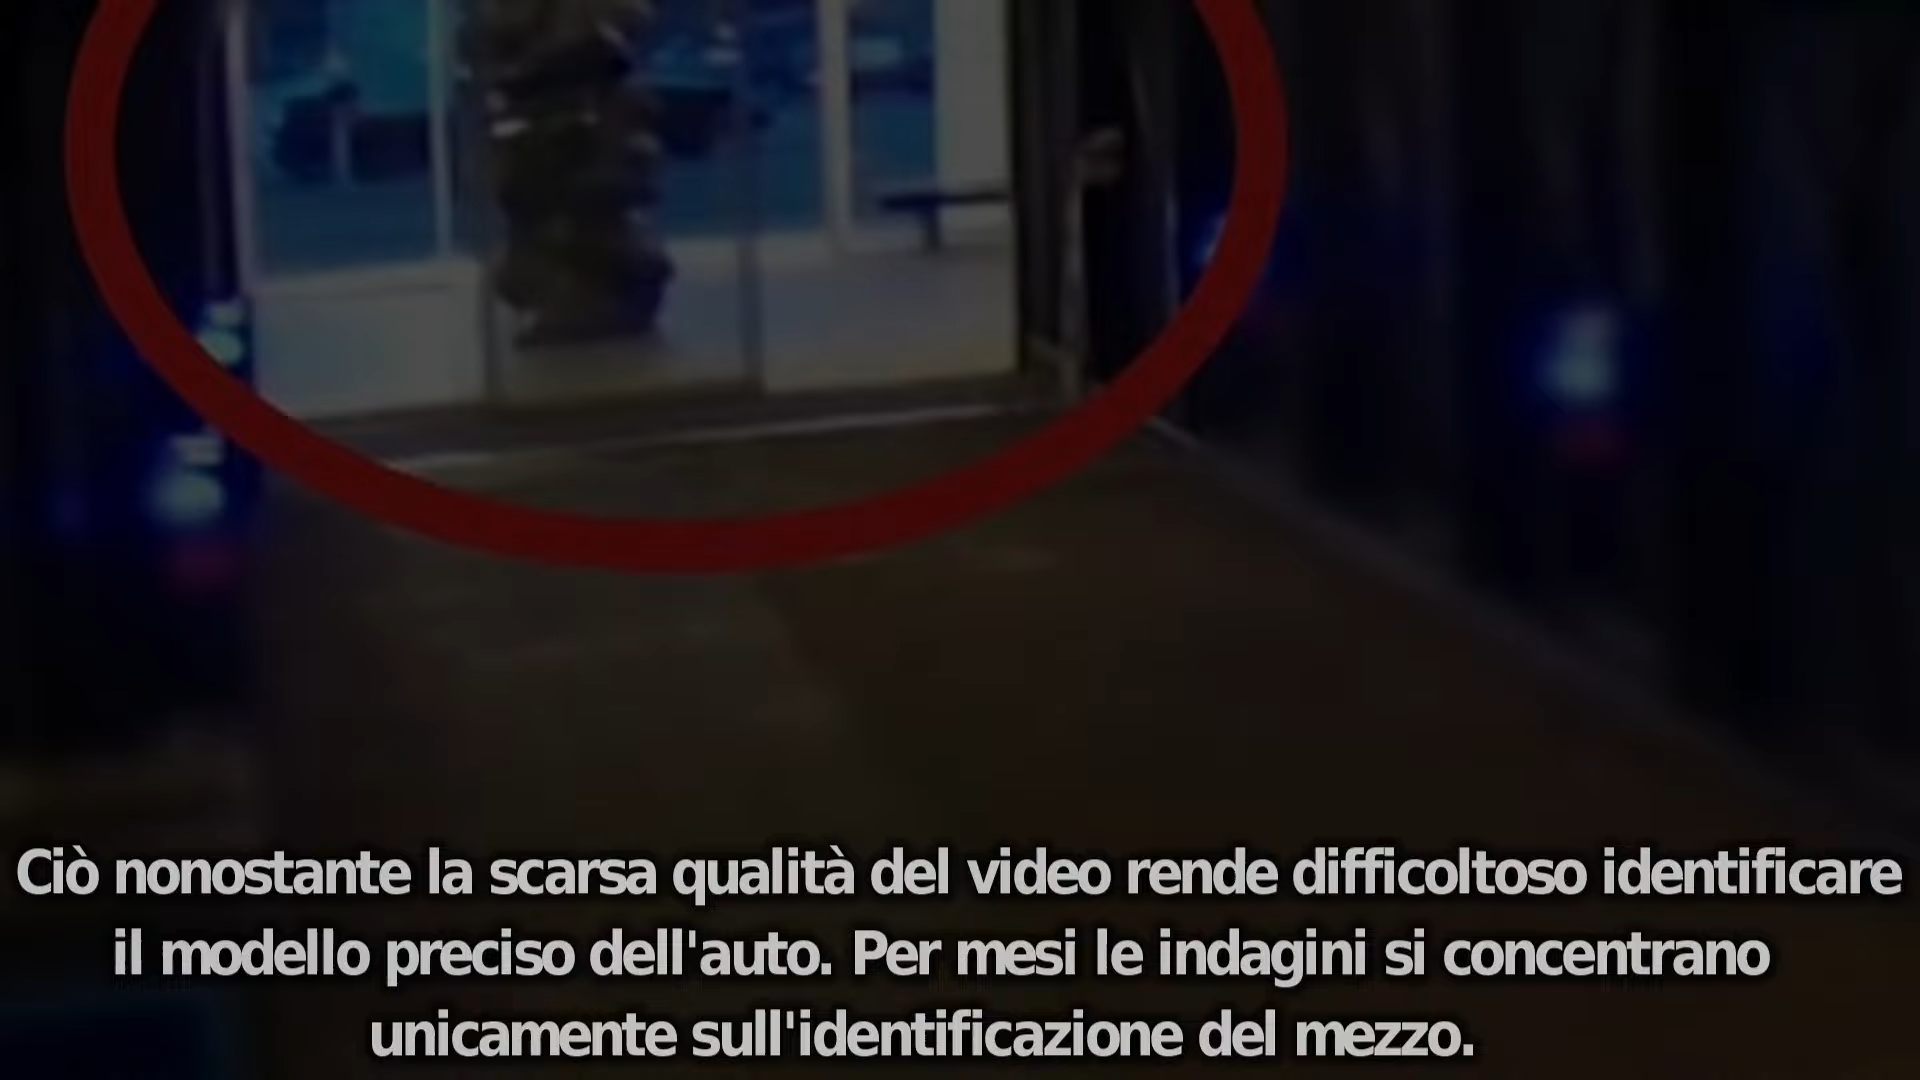 Ciò nonostante la scarsa qualità del video rende difficoltoso identificare
il modello preciso dell'auto. Per mesi le indagini si concentrano
unicamente sull'identificazione del mezzo.